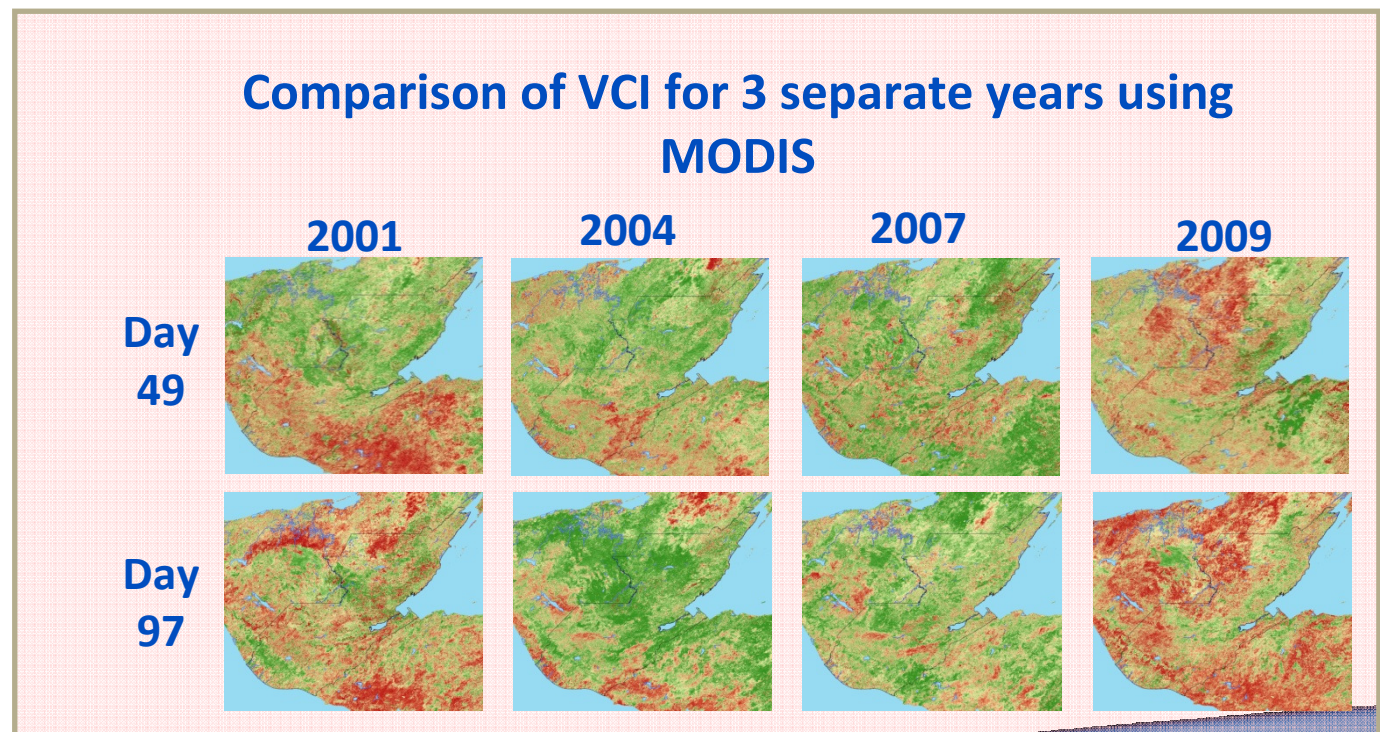 Comparison of VCI for 3 separate years using
MODIS
2001
2004
2007
2009
Day
49
Day
97